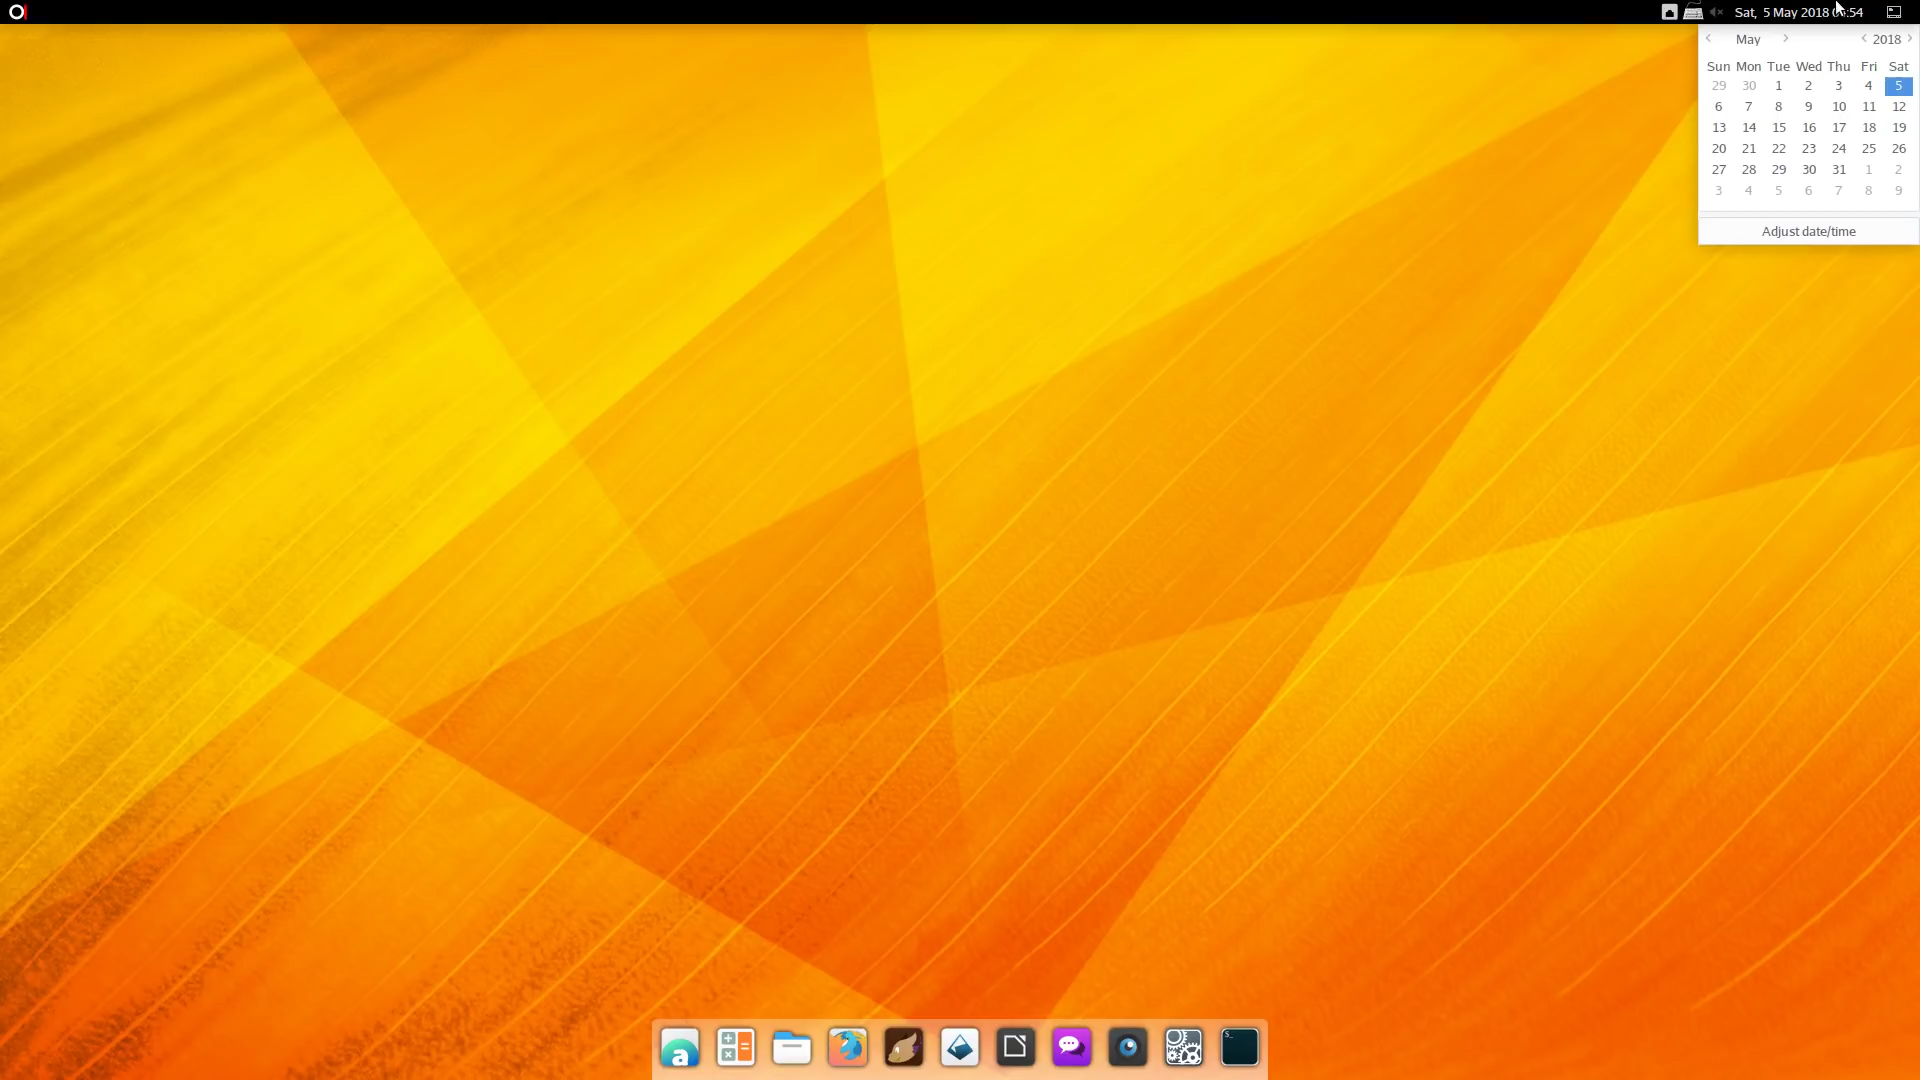 Sat, 5 May 2018 :54
< May > < 2018 >
Sun Mon Tue Wed Thu Fri Sat
29 30 1 2 3 4 5
6 7 8 9 10 11 12
13 14 15 16 17 18 19
20 21 22 23 24 25 26
27 28 29 30 31 1 2
3 4 5 6 7 8 9
Adjust date/time
a
$_